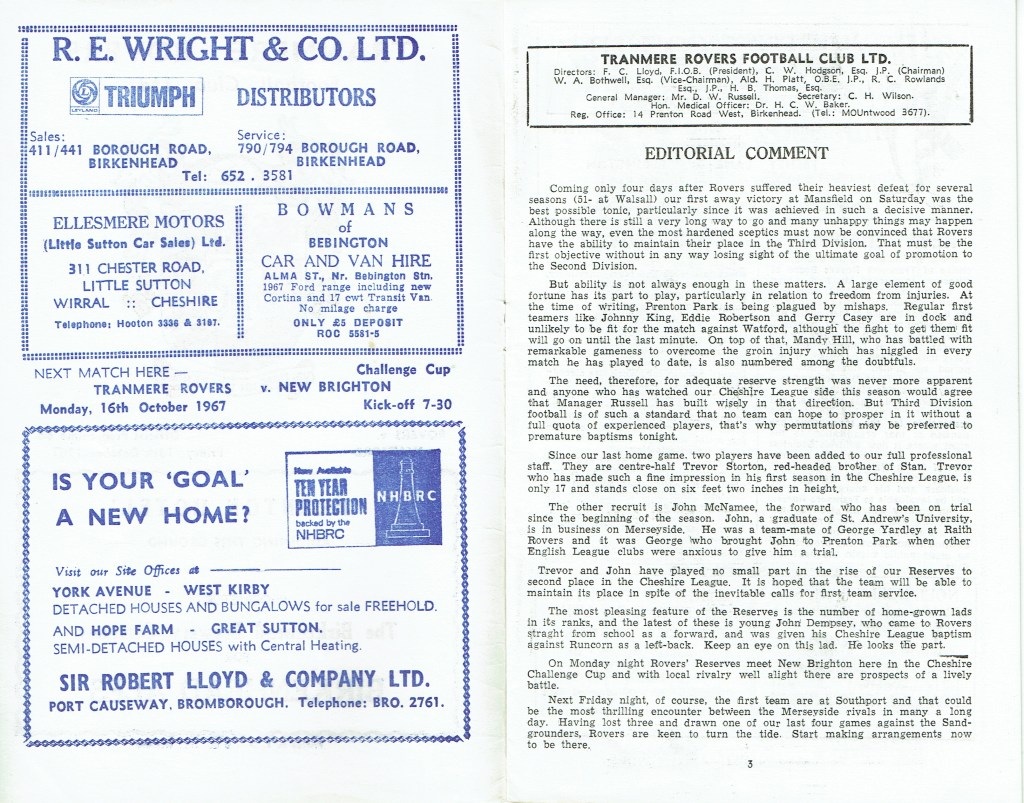 R. E. WRIGHT & CO. LTD.
LEYLAND
TRIUMPH
DISTRIBUTORS
Sales:
411/441 BOROUGH ROAD,
BIRKENHEAD
Service:
790/794 BOROUGH ROAD,
BIRKENHEAD
Tel: 652 . 3581
ELLESMERE MOTORS
(Little Sutton Car Sales) Ltd.
311 CHESTER ROAD,
LITTLE SUTTON
WIRRAL :: CHESHIRE
Telephone: Hooton 3336 & 3187.
BOWMANS
of
BEBINGTON
CAR AND VAN HIRE
ALMA ST., Nr. Bebington Stn.
1967 Ford range including new
Cortina and 17 cwt Transit Van.
No milage charge
ONLY £5 DEPOSIT
ROC 5581-5
NEXT MATCH HERE — Challenge Cup
TRANMERE ROVERS v. NEW BRIGHTON
Monday, 16th October 1967 Kick-off 7-30
IS YOUR 'GOAL'
A NEW HOME?
Now Available
TEN YEAR
PROTECTION
backed by the
NHBRC
NHBRC
Visit our Site Offices at
YORK AVENUE - WEST KIRBY
DETACHED HOUSES AND BUNGALOWS for sale FREEHOLD.
AND HOPE FARM - GREAT SUTTON.
SEMI-DETACHED HOUSES with Central Heating.
SIR ROBERT LLOYD & COMPANY LTD.
PORT CAUSEWAY, BROMBOROUGH. Telephone: BRO. 2761.
TRANMERE ROVERS FOOTBALL CLUB LTD.
Directors: F. C. Lloyd, F.I.O.B. (President), C. W. Hodgson, Esq. J.P. (Chairman)
W. A. Bothwell, Esq. (Vice-Chairman), Ald. H. Platt, O.B.E, J.P., R. C. Rowlands
Esq., J.P., H. B. Thomas, Esq.
General Manager: Mr. D. W. Russell, Secretary: C. H. Wilson.
Hon. Medical Officer: Dr. H. C. W. Baker.
Reg. Office: 14 Prenton Road West, Birkenhead. (Tel.: MOUntwood 3677).
EDITORIAL COMMENT
Coming only four days after Rovers suffered their heaviest defeat for several
seasons (51- at Walsall) our first away victory at Mansfield on Saturday was the
best possible tonic, particularly since it was achieved in such a decisive manner.
Although there is still a very long way to go and many unhappy things may happen
along the way, even the most hardened sceptics must now be convinced that Rovers
have the ability to maintain their place in the Third Division. That must be the
first objective without in any way losing sight of the ultimate goal of promotion to
the Second Division.
But ability is not always enough in these matters. A large element of good
fortune has its part to play, particularly in relation to freedom from injuries. At
the time of writing, Prenton Park is being plagued by mishaps. Regular first
teamers like Johnny King, Eddie Robertson and Gerry Casey are in dock and
unlikely to be fit for the match against Watford, although the fight to get them fit
will go on until the last minute. On top of that, Mandy Hill, who has battled with
remarkable gameness to overcome the groin injury which has niggled in every
match he has played to date, is also numbered among the doubtfuls.
The need, therefore, for adequate reserve strength was never more apparent
and anyone who has watched our Cheshire League side this season would agree
that Manager Russell has built wisely in that direction. But Third Division
football is of such a standard that no team can hope to prosper in it without a
full quota of experienced players, that's why permutations may be preferred to
premature baptisms tonight.
Since our last home game, two players have been added to our full professional
staff. They are centre-half Trevor Storton, red-headed brother of Stan. Trevor
who has made such a fine impression in his first season in the Cheshire League, is
only 17 and stands close on six feet two inches in height.
The other recruit is John McNamee, the forward who has been on trial
since the beginning of the season. John, a graduate of St. Andrew's University,
is in business on Merseyside. He was a team-mate of George Yardley at Raith
Rovers and it was George who brought John to Prenton Park when other
English League clubs were anxious to give him a trial.
Trevor and John have played no small part in the rise of our Reserves to
second place in the Cheshire League. It is hoped that the team will be able to
maintain its place in spite of the inevitable calls for first team service.
The most pleasing feature of the Reserves is the number of home-grown lads
in its ranks, and the latest of these is young John Dempsey, who came to Rovers
straght from school as a forward, and was given his Cheshire League baptism
against Runcorn as a left-back. Keep an eye on this lad. He looks the part.
On Monday night Rovers' Reserves meet New Brighton here in the Cheshire
Challenge Cup and with local rivalry well alight there are prospects of a lively
battle.
Next Friday night, of course, the first team are at Southport and that could
be the most thrilling encounter between the Merseyside rivals in many a long
day. Having lost three and drawn one of our last four games against the Sand-
grounders, Rovers are keen to turn the tide. Start making arrangements now
to be there.
3